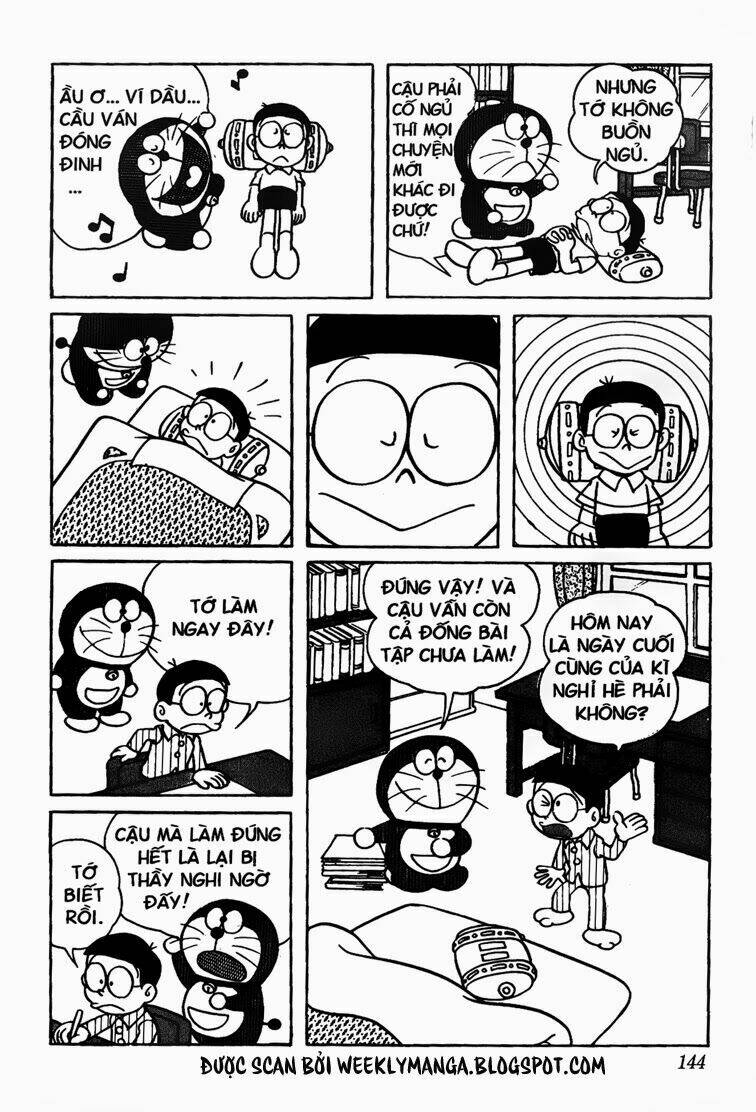 NHƯNG
TỚ KHÔNG
BUỒN
NGỦ.
CẬU PHẢI
CỐ NGỦ
THÌ MỌI
CHUYỆN
MỚI
KHÁC ĐI
ĐƯỢC
CHỨ!
ẦU Ơ... VÍ DẦU...
CẦU VÁN
ĐÓNG
ĐINH
...
HÔM NAY
LÀ NGÀY CUỐI
CÙNG CỦA KÌ
NGHỈ HÈ PHẢI
KHÔNG?
ĐÚNG VẬY! VÀ
CẬU VẪN CÒN
CẢ ĐỐNG BÀI
TẬP CHƯA LÀM!
TỚ LÀM
NGAY ĐÂY!
CẬU MÀ LÀM ĐÚNG
HẾT LÀ LẠI BỊ
THẦY NGHI NGỜ
ĐẤY!
TỚ
BIẾT
RỒI.
ĐƯỢC SCAN BỞI WEEKLYMANGA.BLOGSPOT.COM
144